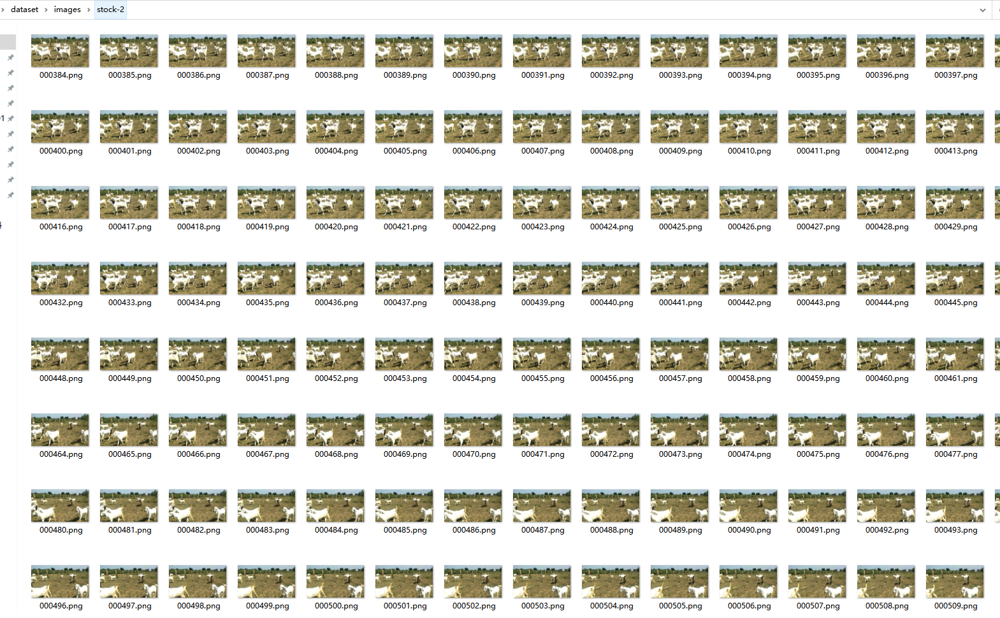 dataset images stock-2
000384.png 000385.png 000386.png 000387.png 000388.png 000389.png 000390.png 000391.png 000392.png 000393.png 000394.png 000395.png 000396.png 000397.png
1
000400.png 000401.png 000402.png 000403.png 000404.png 000405.png 000406.png 000407.png 000408.png 000409.png 000410.png 000411.png 000412.png 000413.png
000416.png 000417.png 000418.png 000419.png 000420.png 000421.png 000422.png 000423.png 000424.png 000425.png 000426.png 000427.png 000428.png 000429.png
000432.png 000433.png 000434.png 000435.png 000436.png 000437.png 000438.png 000439.png 000440.png 000441.png 000442.png 000443.png 000444.png 000445.png
000448.png 000449.png 000450.png 000451.png 000452.png 000453.png 000454.png 000455.png 000456.png 000457.png 000458.png 000459.png 000460.png 000461.png
000464.png 000465.png 000466.png 000467.png 000468.png 000469.png 000470.png 000471.png 000472.png 000473.png 000474.png 000475.png 000476.png 000477.png
000480.png 000481.png 000482.png 000483.png 000484.png 000485.png 000486.png 000487.png 000488.png 000489.png 000490.png 000491.png 000492.png 000493.png
000496.png 000497.png 000498.png 000499.png 000500.png 000501.png 000502.png 000503.png 000504.png 000505.png 000506.png 000507.png 000508.png 000509.png